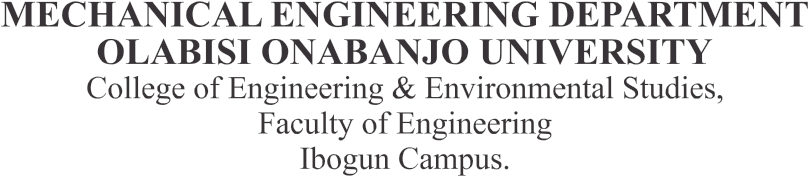 MECHANICAL ENGINEERING DEPARTMENT
OLABISI ONABANJO UNIVERSITY
College of Engineering & Environmental Studies,
Faculty of Engineering
Ibogun Campus.